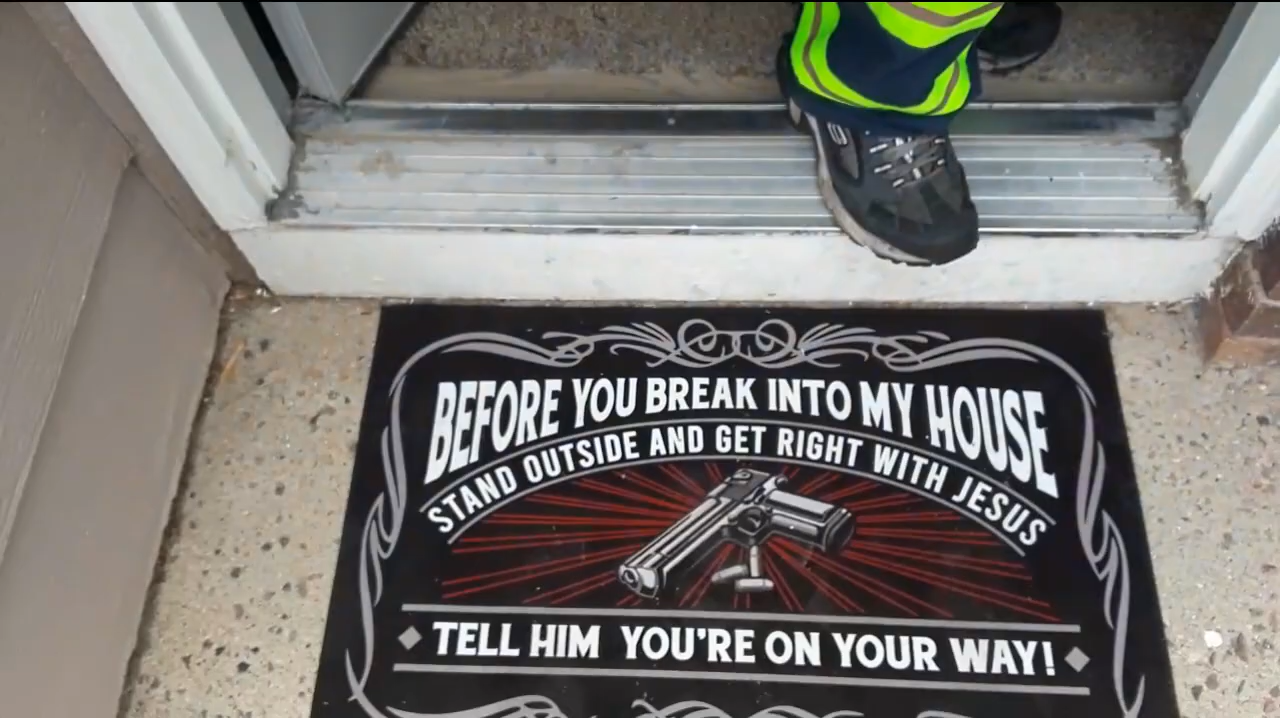 BEFORE YOU BREAK INTO MY HOUSE
STAND OUTSIDE AND GET RIGHT WITH JESUS
TELL HIM YOU'RE ON YOUR WAY!